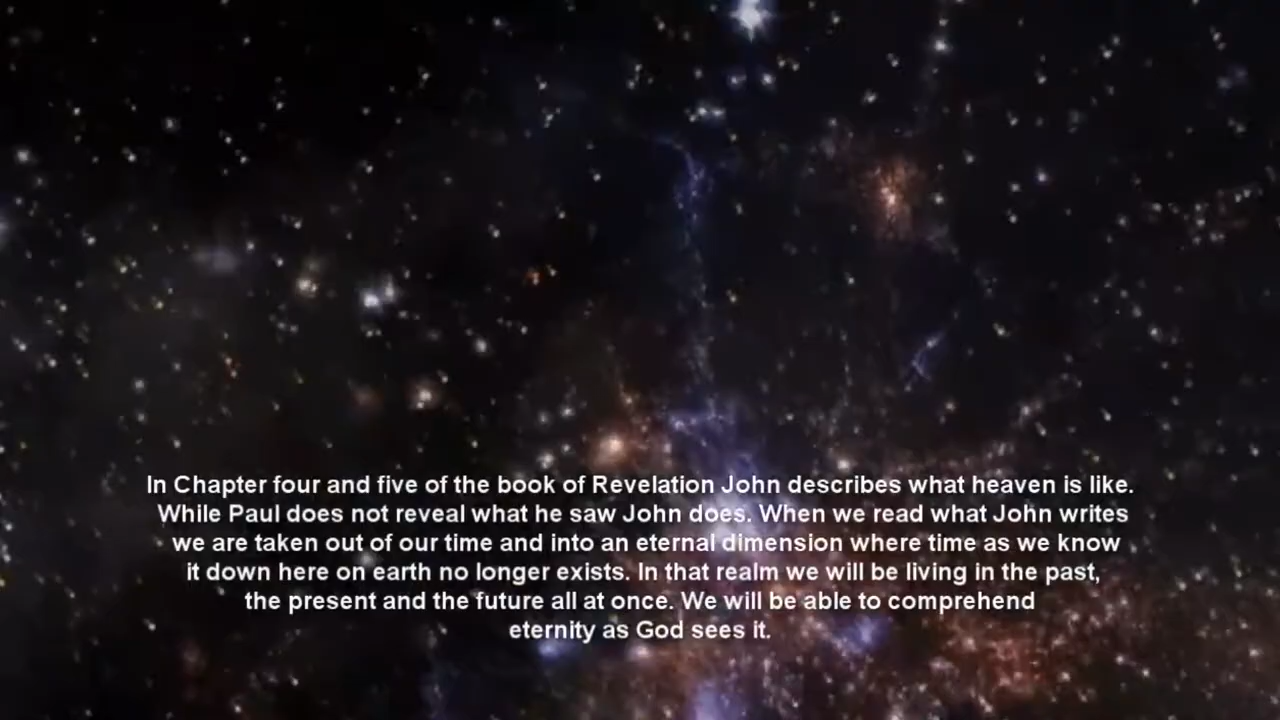 In Chapter four and five of the book of Revelation John describes what heaven is like.
While Paul does not reveal what he saw John does. When we read what John writes
we are taken out of our time and into an eternal dimension where time as we know
it down here on earth no longer exists. In that realm we will be living in the past,
the present and the future all at once. We will be able to comprehend
eternity as God sees it.